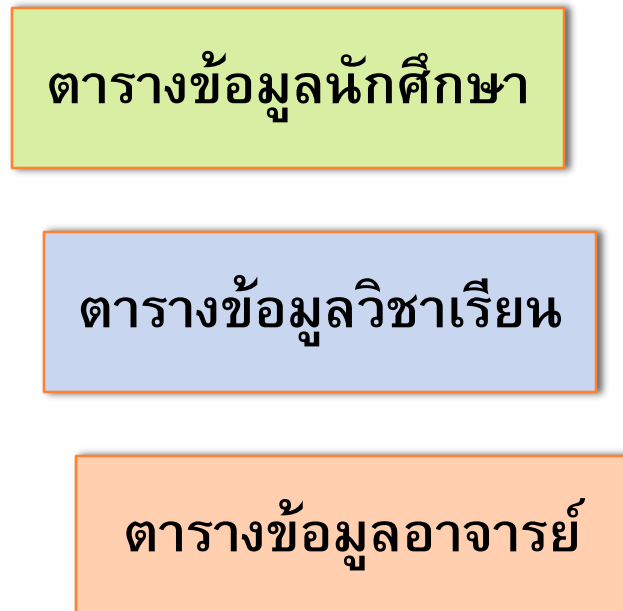 ตารางข้อมูลนักศึกษา
ตารางข้อมูลวิชาเรียน
ตารางข้อมูลอาจารย์